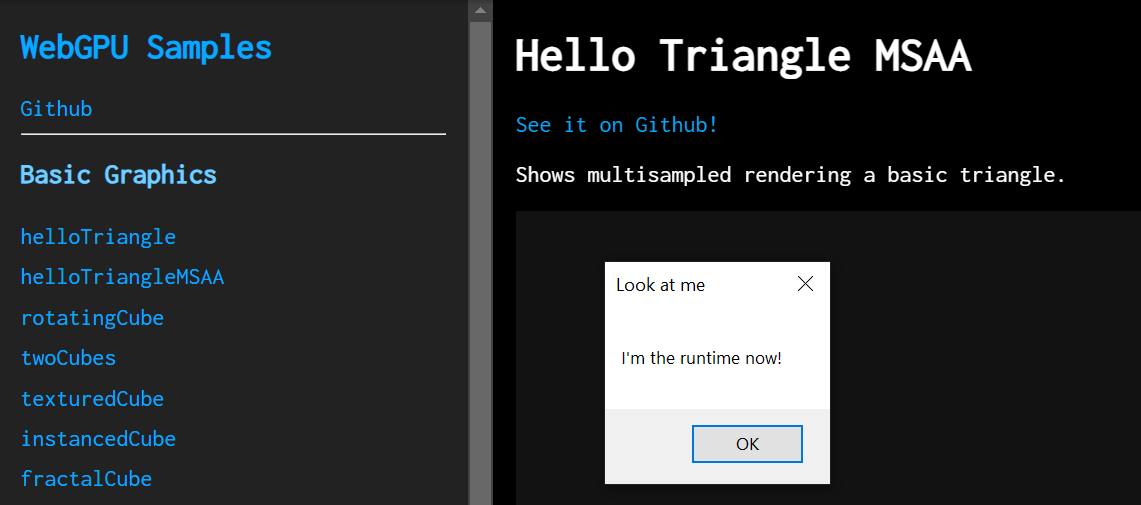 WebGPU Samples
Github
Basic Graphics
helloTriangle
helloTriangleMSAA
rotatingCube
twoCubes
texturedCube
instancedCube
fractalCube
Hello Triangle MSAA
See it on Github!
Shows multisampled rendering a basic triangle.
Look at me
I'm the runtime now!
OK